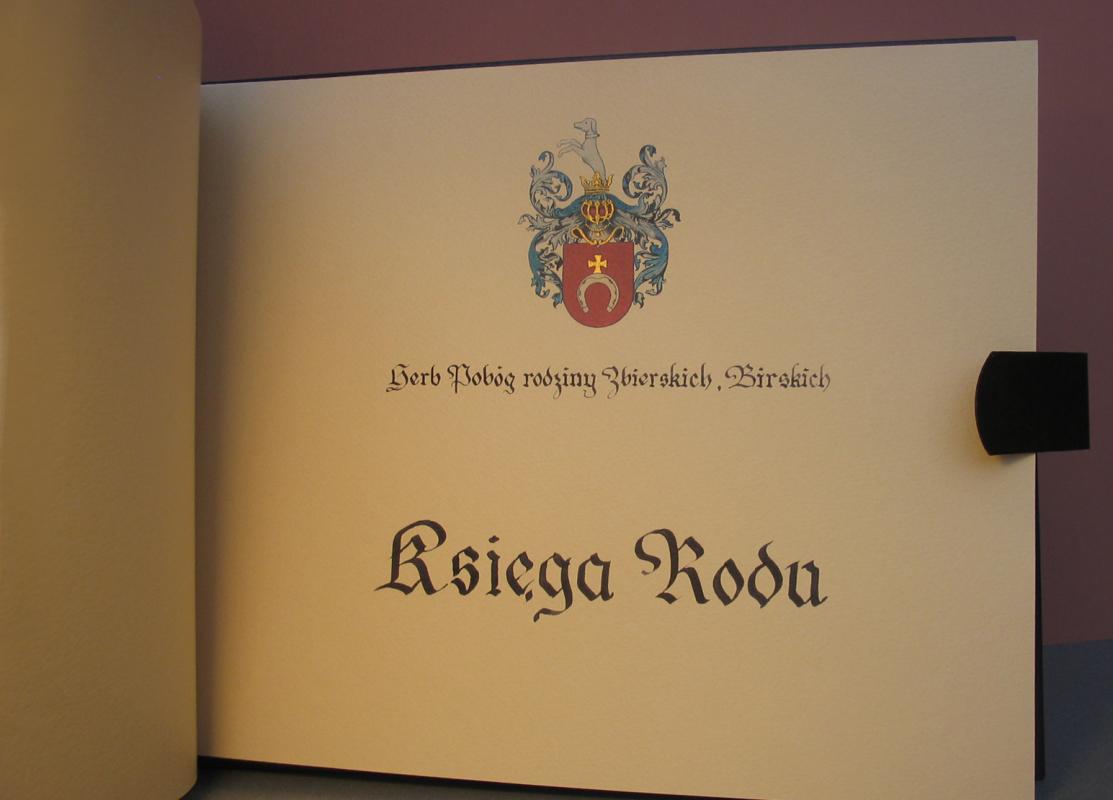 Herb Pobóg rodziny Zbierskich, Birskich
Księga Rodu